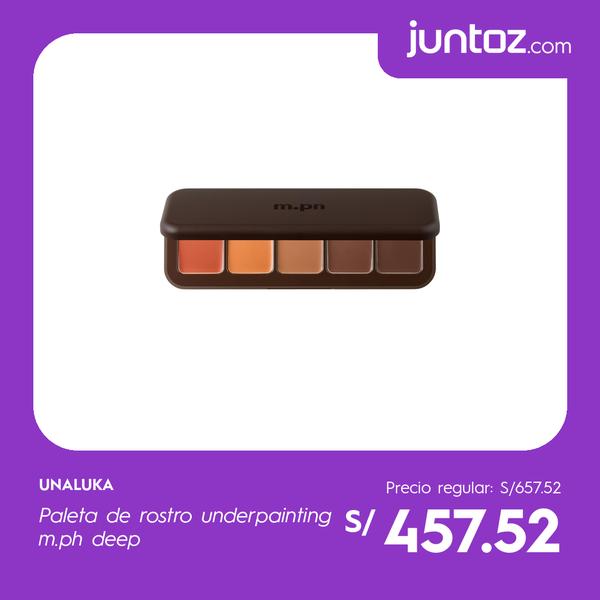 juntoz.com
m.pn
UNALUKA
Precio regular: S/657.52
Paleta de rostro underpainting
m.ph deep
S/ 457.52